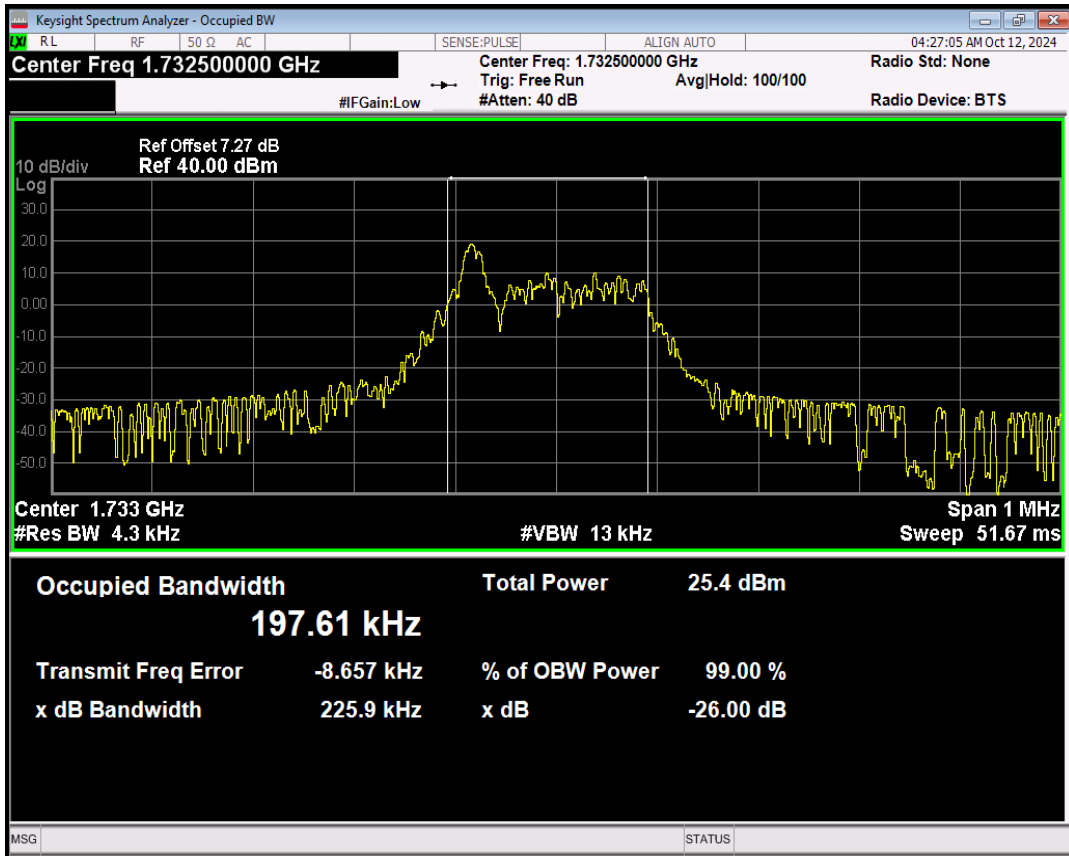 Keysight Spectrum Analyzer - Occupied BW
LXI RL RF 50 Ω AC SENSE:PULSE ALIGN AUTO 04:27:05 AM Oct 12, 2024
Center Freq 1.732500000 GHz
Center Freq: 1.732500000 GHz
Radio Std: None
Trig: Free Run
Avg|Hold: 100/100
#IFGain:Low
#Atten: 40 dB
Radio Device: BTS
Ref Offset 7.27 dB
10 dB/div
Ref 40.00 dBm
Log
30.0
20.0
10.0
0.00
-10.0
-20.0
-30.0
-40.0
-50.0
Center 1.733 GHz
Span 1 MHz
#Res BW 4.3 kHz
#VBW 13 kHz
Sweep 51.67 ms
Occupied Bandwidth
Total Power 25.4 dBm
197.61 kHz
Transmit Freq Error -8.657 kHz
% of OBW Power 99.00 %
x dB Bandwidth 225.9 kHz
x dB -26.00 dB
MSG
STATUS